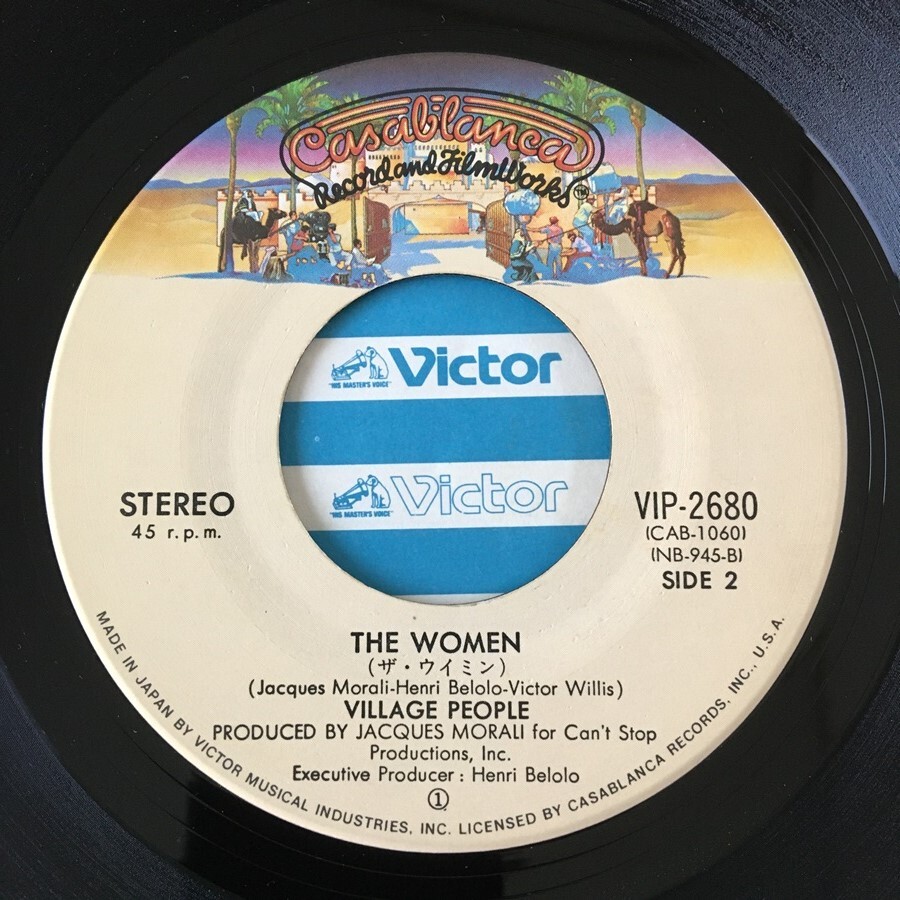 Casablanca
Record and FilmWorks™
"HIS MASTER'S VOICE" Victor
"HIS MASTER'S VOICE" Victor
STEREO
45 r.p.m.
VIP-2680
(CAB-1060)
(NB-945-B)
SIDE 2
THE WOMEN
(ザ・ウイミン)
(Jacques Morali-Henri Belolo-Victor Willis)
VILLAGE PEOPLE
PRODUCED BY JACQUES MORALI for Can't Stop
Productions, Inc.
Executive Producer : Henri Belolo
①
MADE IN JAPAN BY VICTOR MUSICAL INDUSTRIES, INC. LICENSED BY CASABLANCA RECORDS, INC., U.S.A.